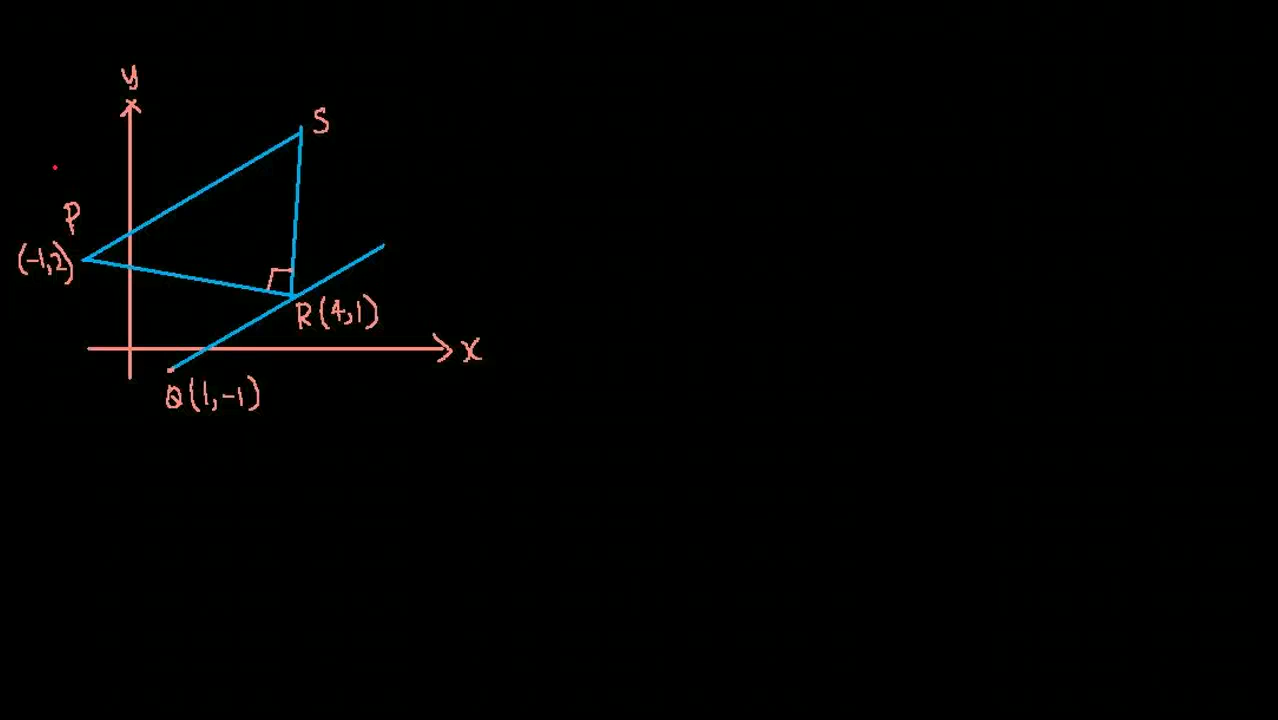 y
S
P
(-1,2)
R(4,1)
x
Q(1,-1)